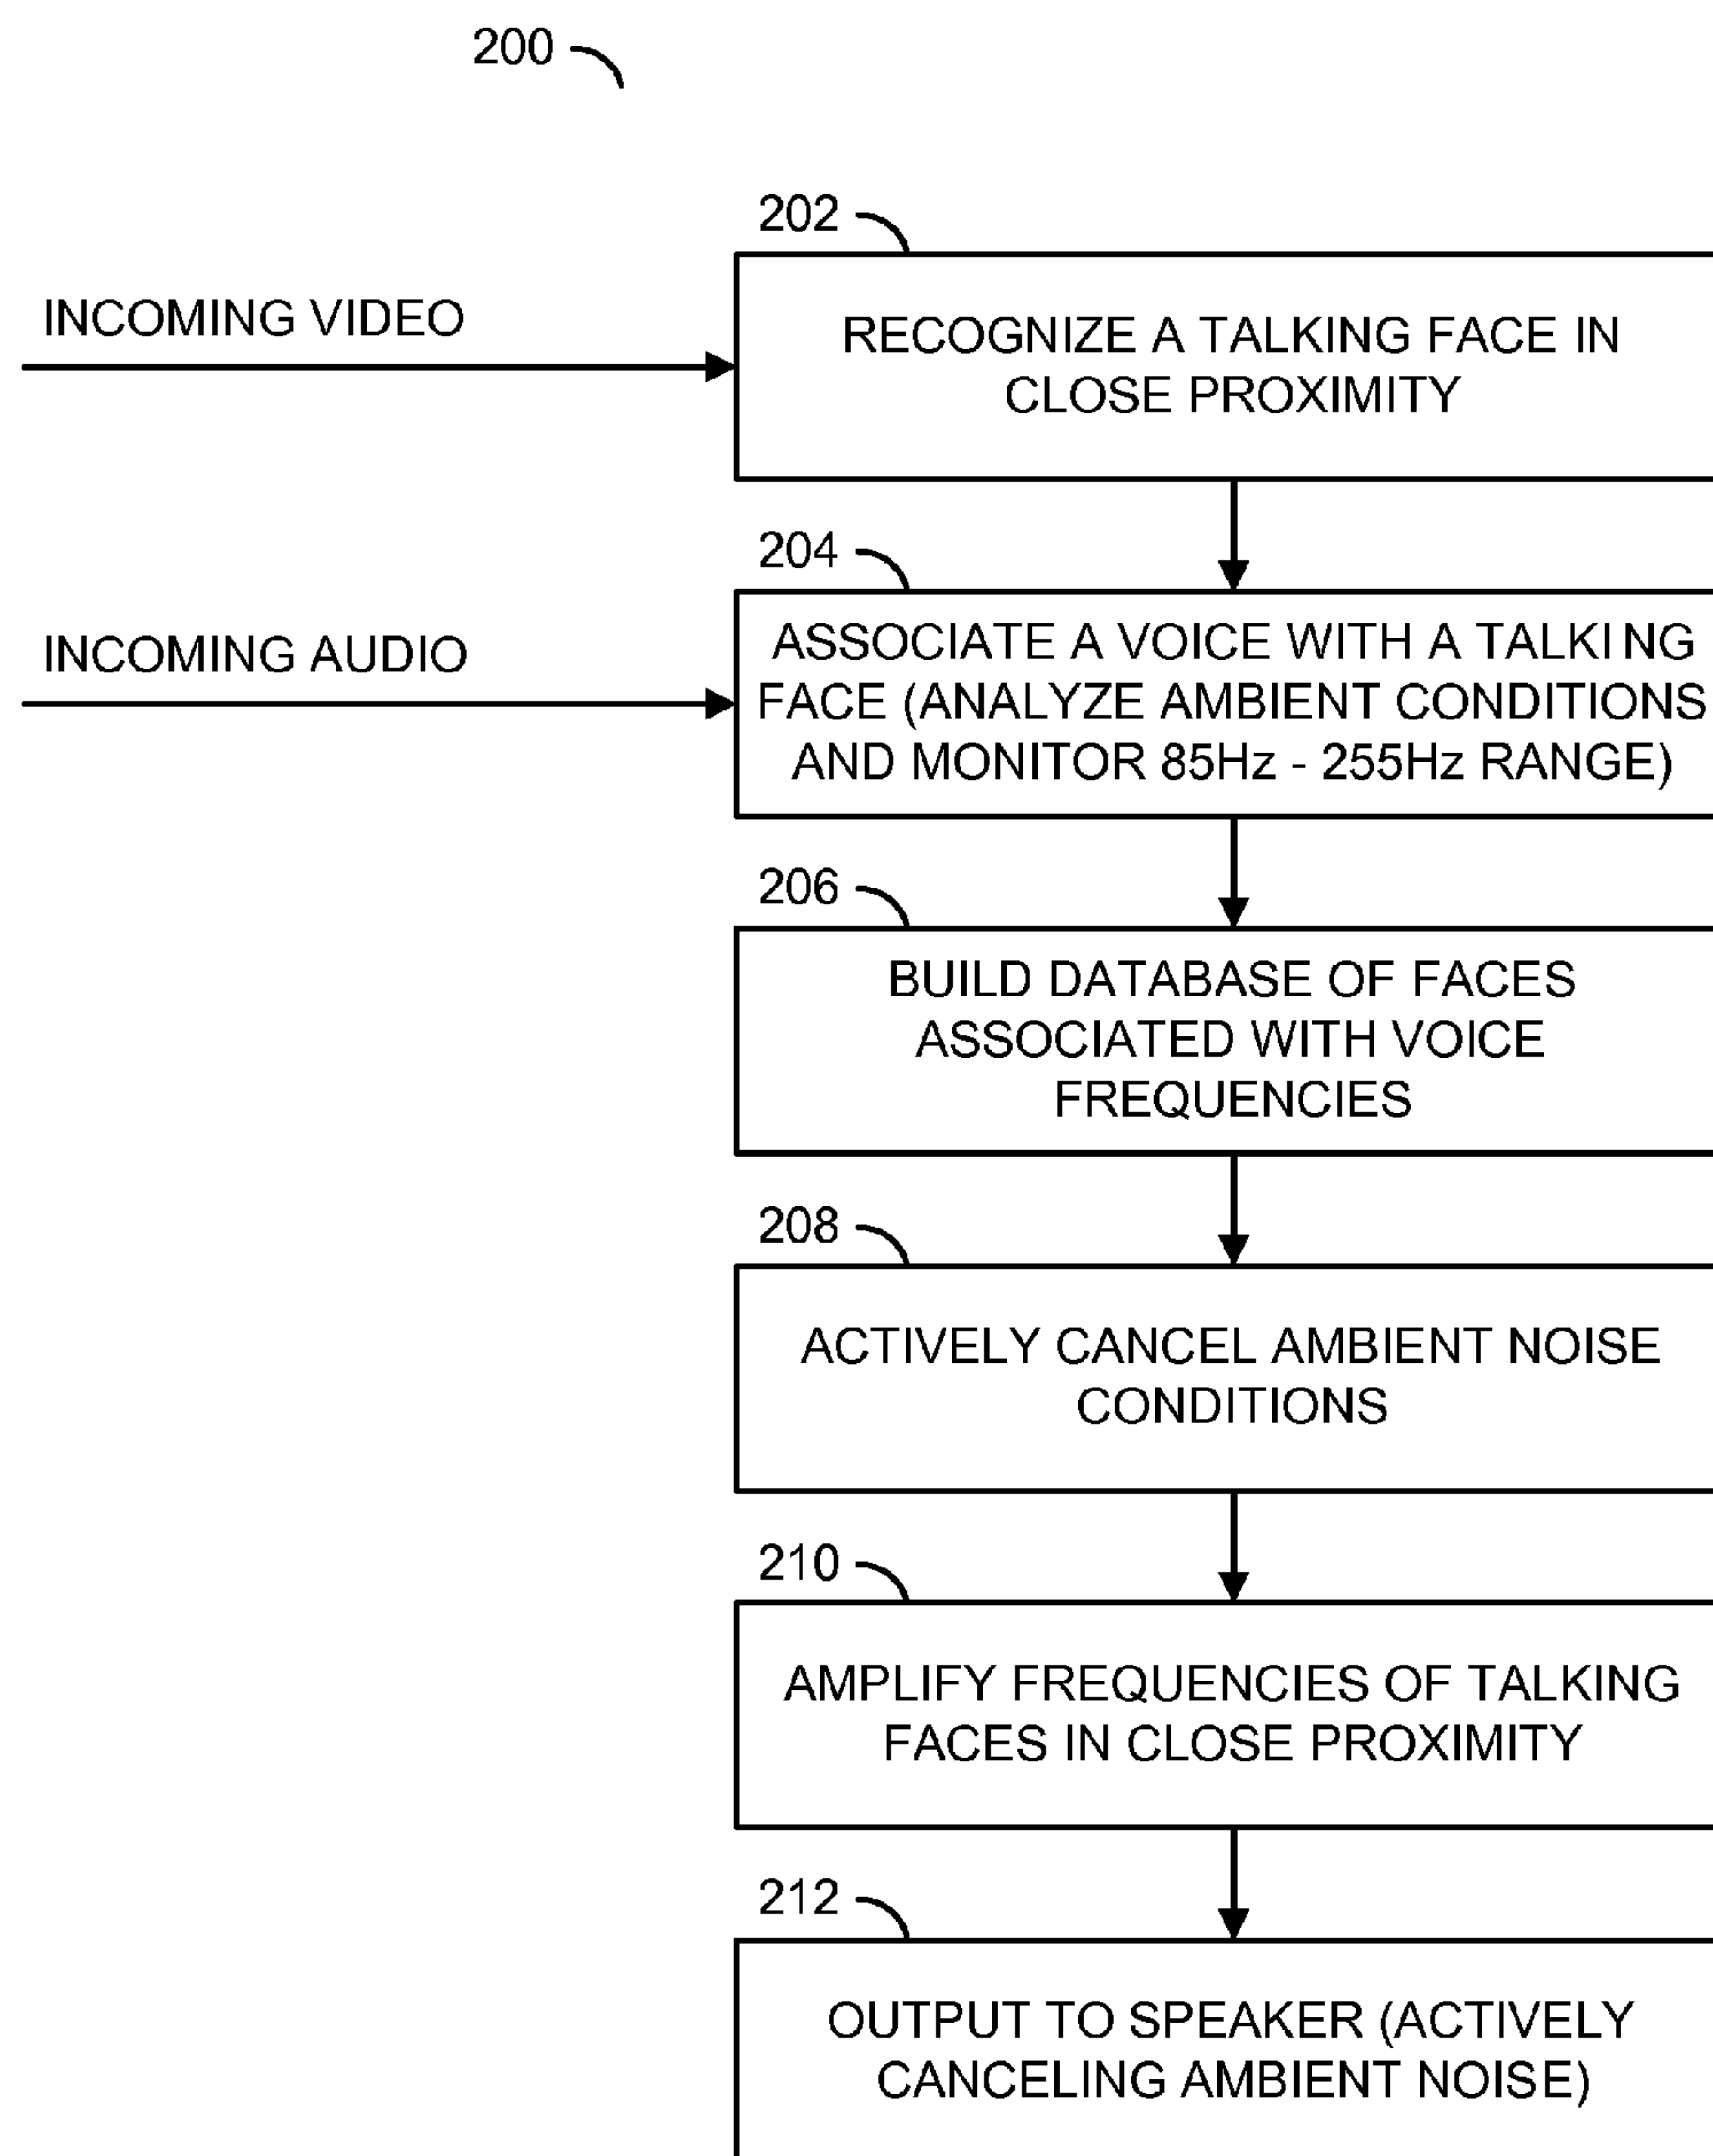 200
202
INCOMING VIDEO
RECOGNIZE A TALKING FACE IN
CLOSE PROXIMITY
204
INCOMING AUDIO
ASSOCIATE A VOICE WITH A TALKING
FACE (ANALYZE AMBIENT CONDITIONS
AND MONITOR 85Hz - 255Hz RANGE)
206
BUILD DATABASE OF FACES
ASSOCIATED WITH VOICE
FREQUENCIES
208
ACTIVELY CANCEL AMBIENT NOISE
CONDITIONS
210
AMPLIFY FREQUENCIES OF TALKING
FACES IN CLOSE PROXIMITY
212
OUTPUT TO SPEAKER (ACTIVELY
CANCELING AMBIENT NOISE)